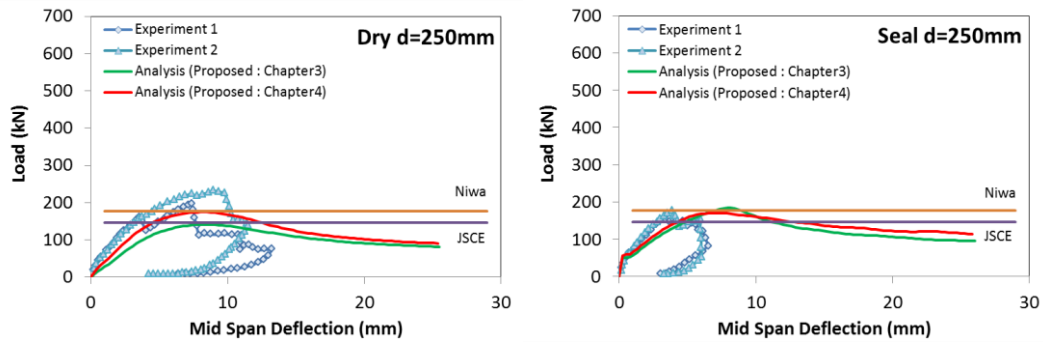 700
600
500
400
300
200
100
0
Load (kN)
Experiment 1
Experiment 2
Analysis (Proposed : Chapter3)
Analysis (Proposed : Chapter4)
Dry d=250mm
Niwa
JSCE
0 10 20 30
Mid Span Deflection (mm)
700
600
500
400
300
200
100
0
Load (kN)
Experiment 1
Experiment 2
Analysis (Proposed : Chapter3)
Analysis (Proposed : Chapter4)
Seal d=250mm
Niwa
JSCE
0 10 20 30
Mid Span Deflection (mm)